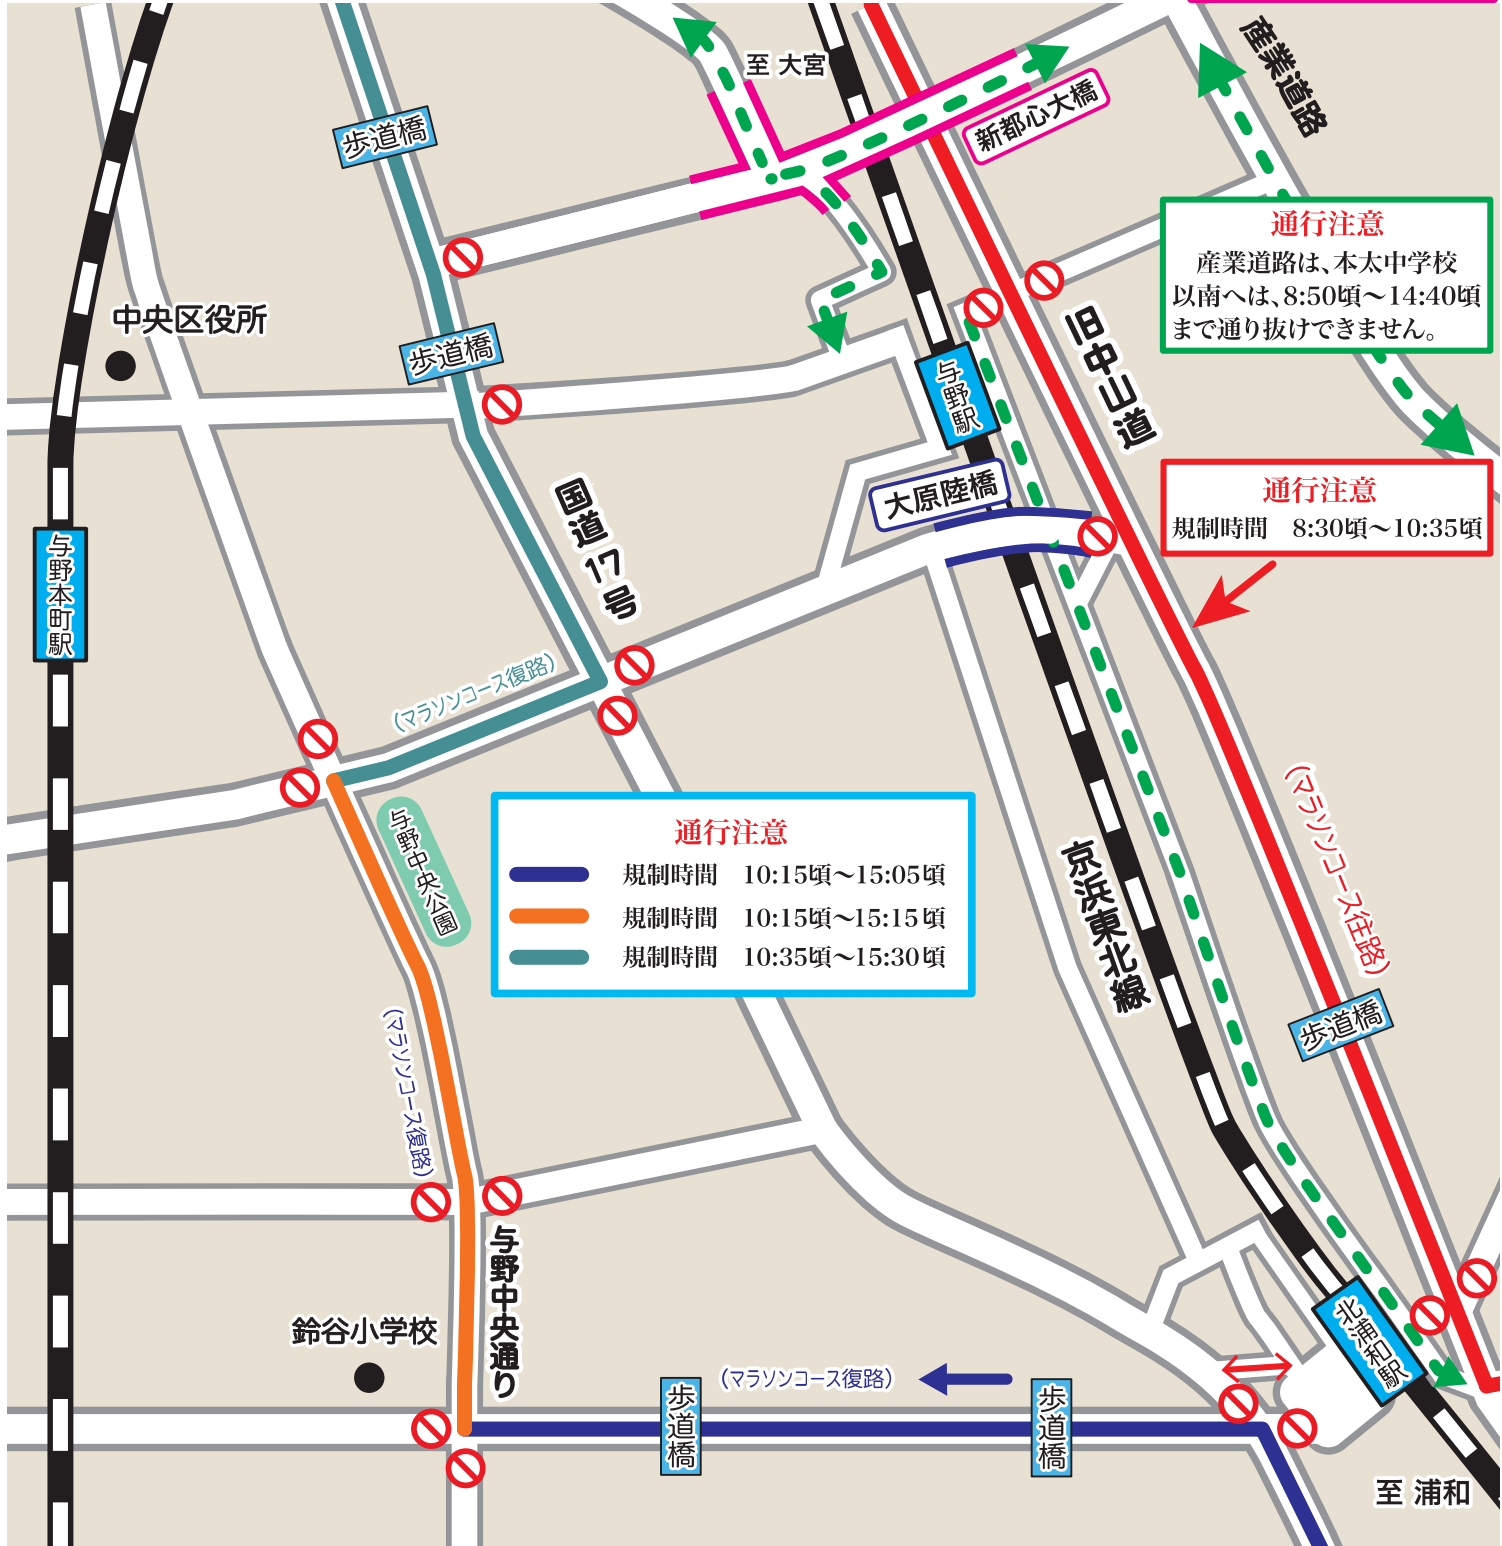 至 大宮
産業道路
歩道橋
新都心大橋
通行注意
産業道路は、本太中学校
以南へは、8:50頃〜14:40頃
まで通り抜けできません。
中央区役所
歩道橋
旧中山道
与野駅
大原陸橋
通行注意
規制時間 8:30頃〜10:35頃
国道17号
与野本町駅
(マラソンコース復路)
(マラソンコース往路)
与野中央公園
通行注意
規制時間 10:15頃〜15:05頃
規制時間 10:15頃〜15:15頃
規制時間 10:35頃〜15:30頃
京浜東北線
(マラソンコース復路)
歩道橋
与野中央通り
鈴谷小学校
(マラソンコース復路)
歩道橋
歩道橋
北浦和駅
至 浦和